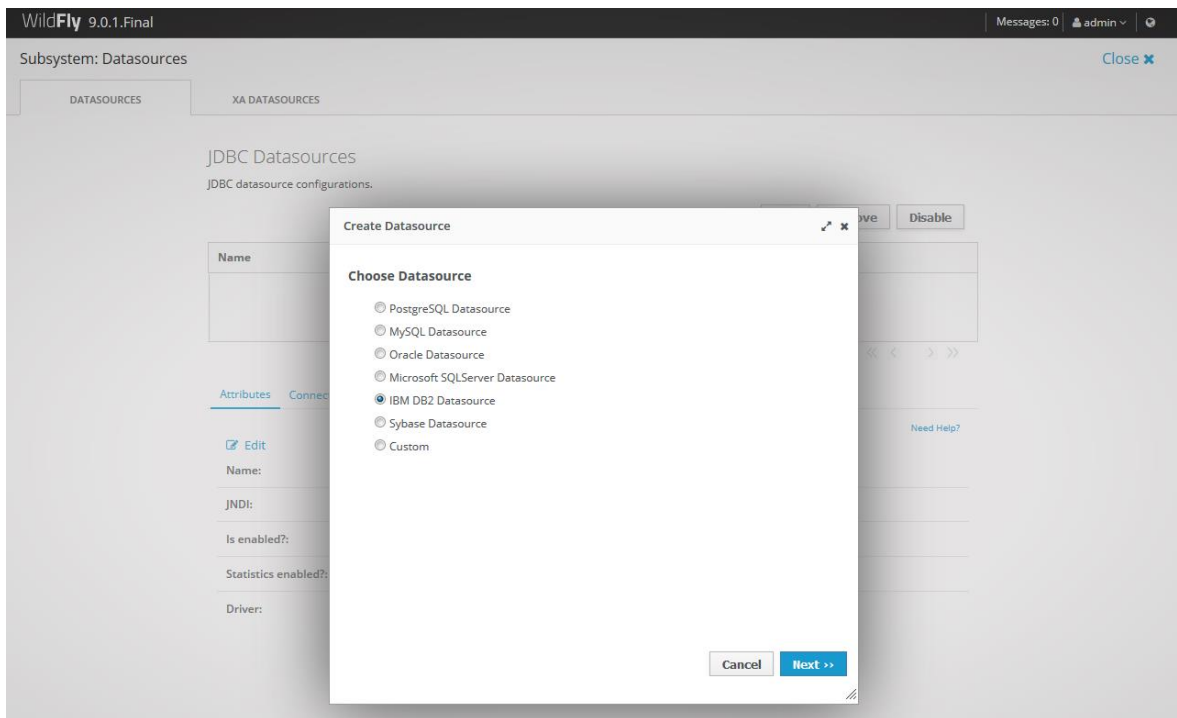 WildFly 9.0.1.Final Messages: 0 admin
Subsystem: Datasources Close ×
DATASOURCES XA DATASOURCES
JDBC Datasources
JDBC datasource configurations.
Disable
Create Datasource
Name
Choose Datasource
PostgreSQL Datasource
MySQL Datasource
Oracle Datasource
Microsoft SQLServer Datasource
IBM DB2 Datasource
Sybase Datasource
Custom
Attributes
Need Help?
Edit
Name:
JNDI:
Is enabled?:
Statistics enabled?:
Driver:
Cancel Next >>